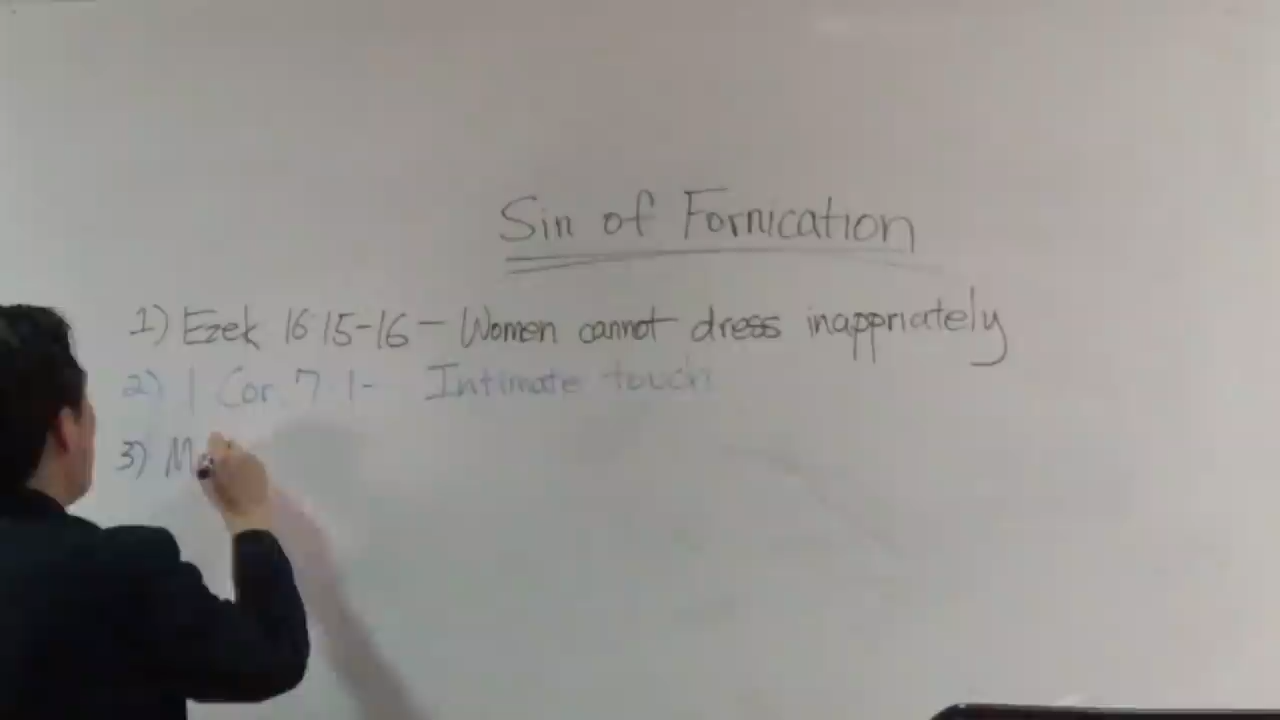 Sin of Fornication
1) Ezek 16 15-16 - Women cannot dress inappriately
2) 1 Cor. 7 1- Intimate touch
3) M